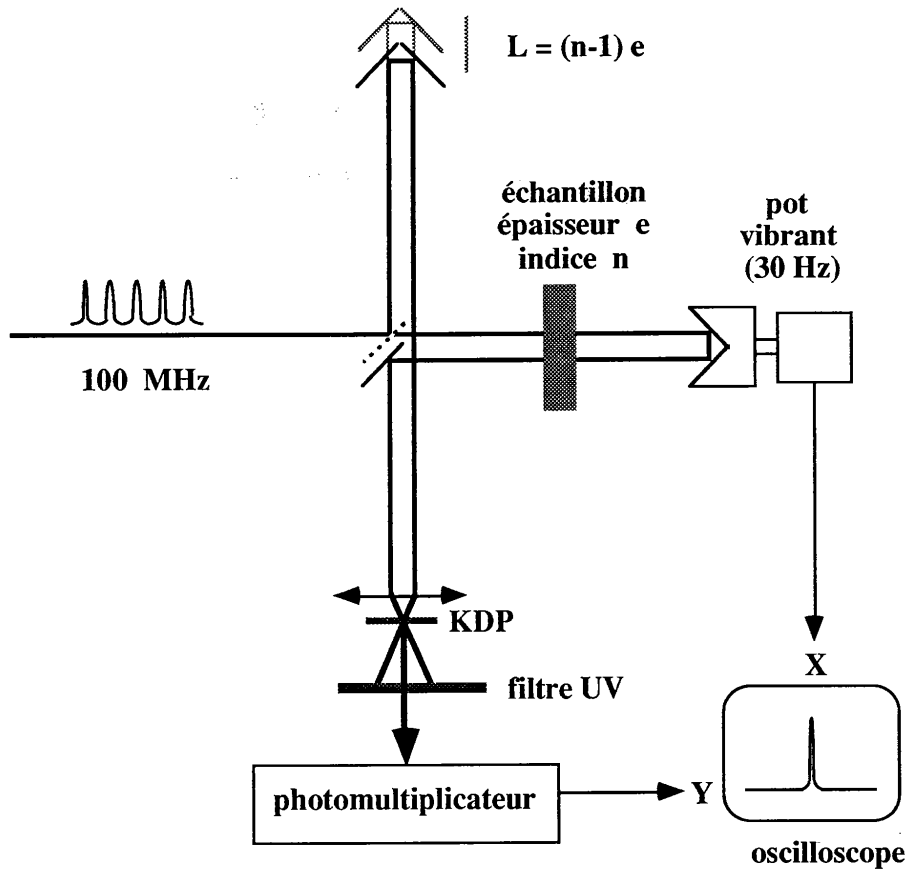 L = (n-1) e
échantillon
épaisseur e
indice n
pot
vibrant
(30 Hz)
100 MHz
KDP
filtre UV
X
photomultiplicateur
Y
oscilloscope